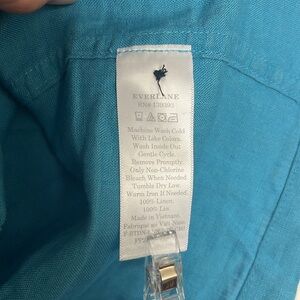 EVERLANE
RN# 139393
Machine Wash Cold
With Like Colors.
Wash Inside Out
Gentle Cycle.
Remove Promptly.
Only Non-Chlorine
Bleach When Needed
Tumble Dry Low.
Warm Iron If Needed.
100% Linen.
100% Lin.
Made in Vietnam.
Fabriqué au Viet Nam